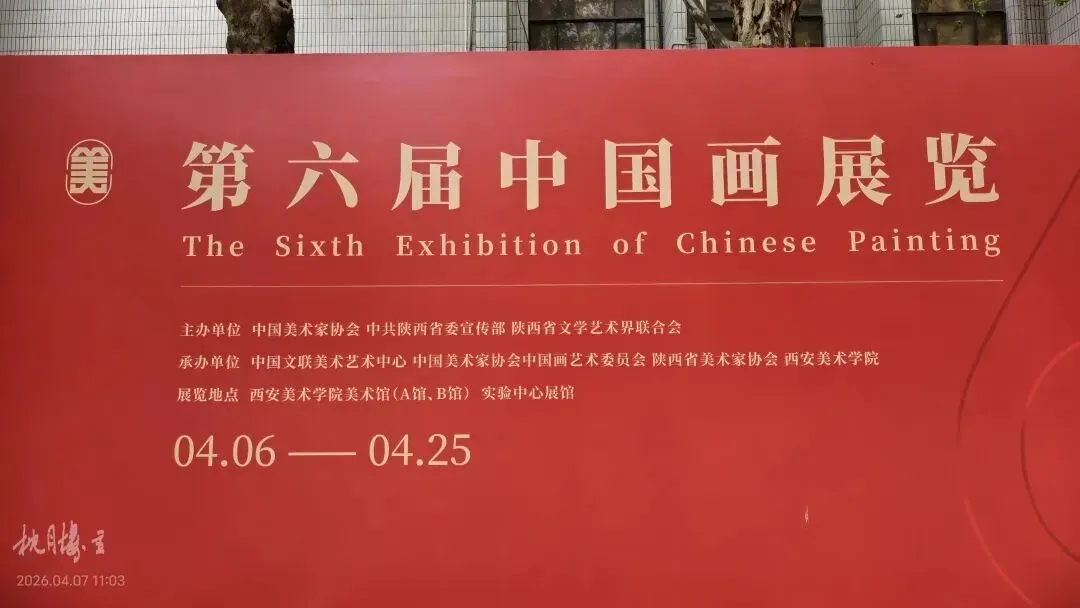 美
第六届中国画展览
The Sixth Exhibition of Chinese Painting
主办单位 中国美术家协会 中共陕西省委宣传部 陕西省文学艺术界联合会
承办单位 中国文联美术艺术中心 中国美术家协会中国画艺术委员会 陕西省美术家协会 西安美术学院
展览地点 西安美术学院美术馆(A馆、B馆) 实验中心展馆
04.06 — 04.25
枕月楼主
2026.04.07 11:03